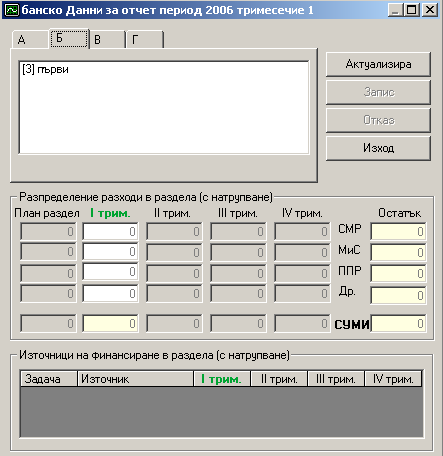 банско Данни за отчет период 2006 тримесечие 1
А Б В Г
[3] първи
Актуализира
Запис
Отказ
Изход
Разпределение разходи в раздела (с натрупване)
План раздел I трим. II трим. III трим. IV трим. Остатък
0 0 0 0 0 СМР 0
0 0 0 0 0 МиС 0
0 0 0 0 0 ППР 0
0 0 0 0 0 Др. 0
0 0 0 0 0 СУМИ 0
Източници на финансиране в раздела (с натрупване)
Задача Източник I трим. II трим. III трим. IV трим.